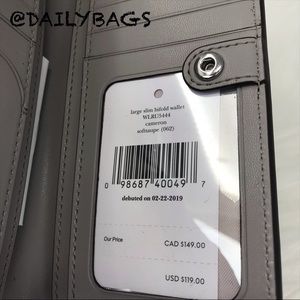 @DAILYBAGS
large slim bifold wallet
WLRU5444
cameron
softtaupe (062)
0 98687 40049 7
debuted on 02-22-2019
Our Price
CAD $149.00
USD $119.00